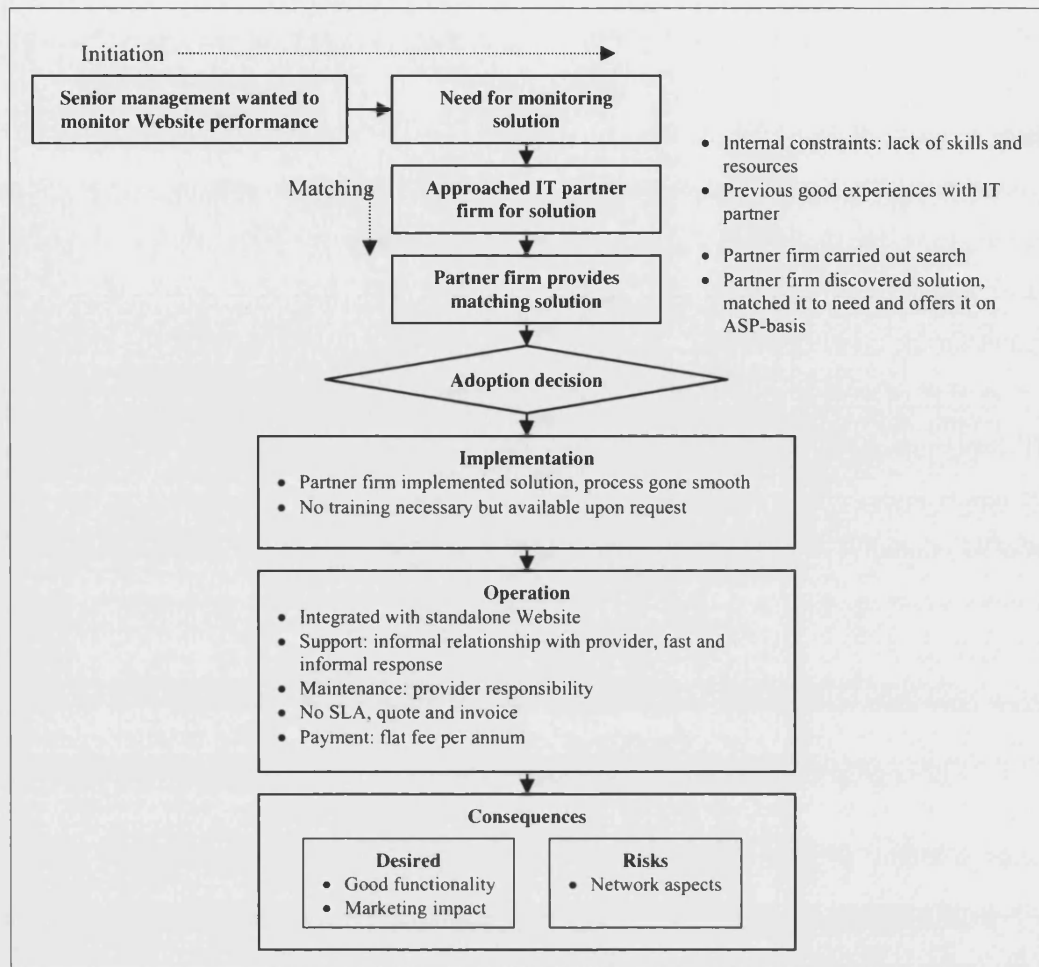 Initiation
Senior management wanted to
monitor Website performance
Need for monitoring
solution
• Internal constraints: lack of skills and
resources
• Previous good experiences with IT
partner
Matching
Approached IT partner
firm for solution
• Partner firm carried out search
• Partner firm discovered solution,
matched it to need and offers it on
ASP-basis
Partner firm provides
matching solution
Adoption decision
Implementation
• Partner firm implemented solution, process gone smooth
• No training necessary but available upon request
Operation
• Integrated with standalone Website
• Support: informal relationship with provider, fast and
informal response
• Maintenance: provider responsibility
• No SLA, quote and invoice
• Payment: flat fee per annum
Consequences
Desired
• Good functionality
• Marketing impact
Risks
• Network aspects